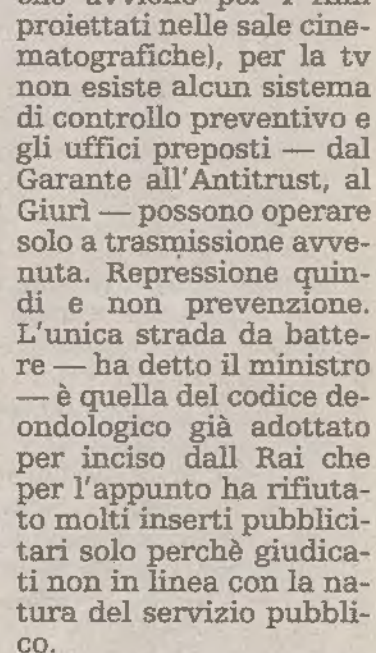 proiettati nelle sale cine-
matografiche), per la tv
non esiste alcun sistema
di controllo preventivo e
gli uffici preposti — dal
Garante all'Antitrust, al
Giurì — possono operare
solo a trasmissione avve-
nuta. Repressione quin-
di e non prevenzione.
L'unica strada da batte-
re — ha detto il ministro
— è quella del codice de-
ondologico già adottato
per inciso dall Rai che
per l'appunto ha rifiuta-
to molti inserti pubblici-
tari solo perchè giudica-
ti non in linea con la na-
tura del servizio pubbli-
co.